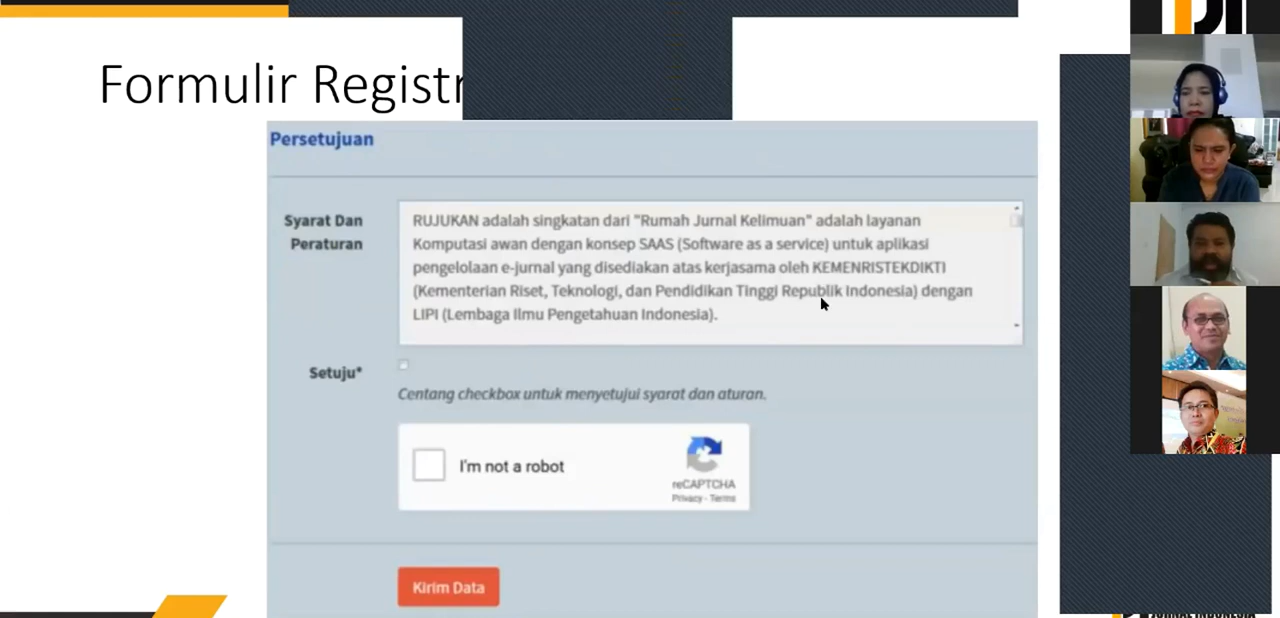 Formulir Registr
Persetujuan
Syarat Dan
Peraturan
RUJUKAN adalah singkatan dari "Rumah Jurnal Kelimuan" adalah layanan
Komputasi awan dengan konsep SAAS (Software as a service) untuk aplikasi
pengelolaan e-jurnal yang disediakan atas kerjasama oleh KEMENRISTEKDIKTI
(Kementerian Riset, Teknologi, dan Pendidikan Tinggi Republik Indonesia) dengan
LIPI (Lembaga Ilmu Pengetahuan Indonesia).
Setuju*
Centang checkbox untuk menyetujui syarat dan aturan.
I'm not a robot
reCAPTCHA
Privacy - Terms
Kirim Data
JURNAL INDONESIA